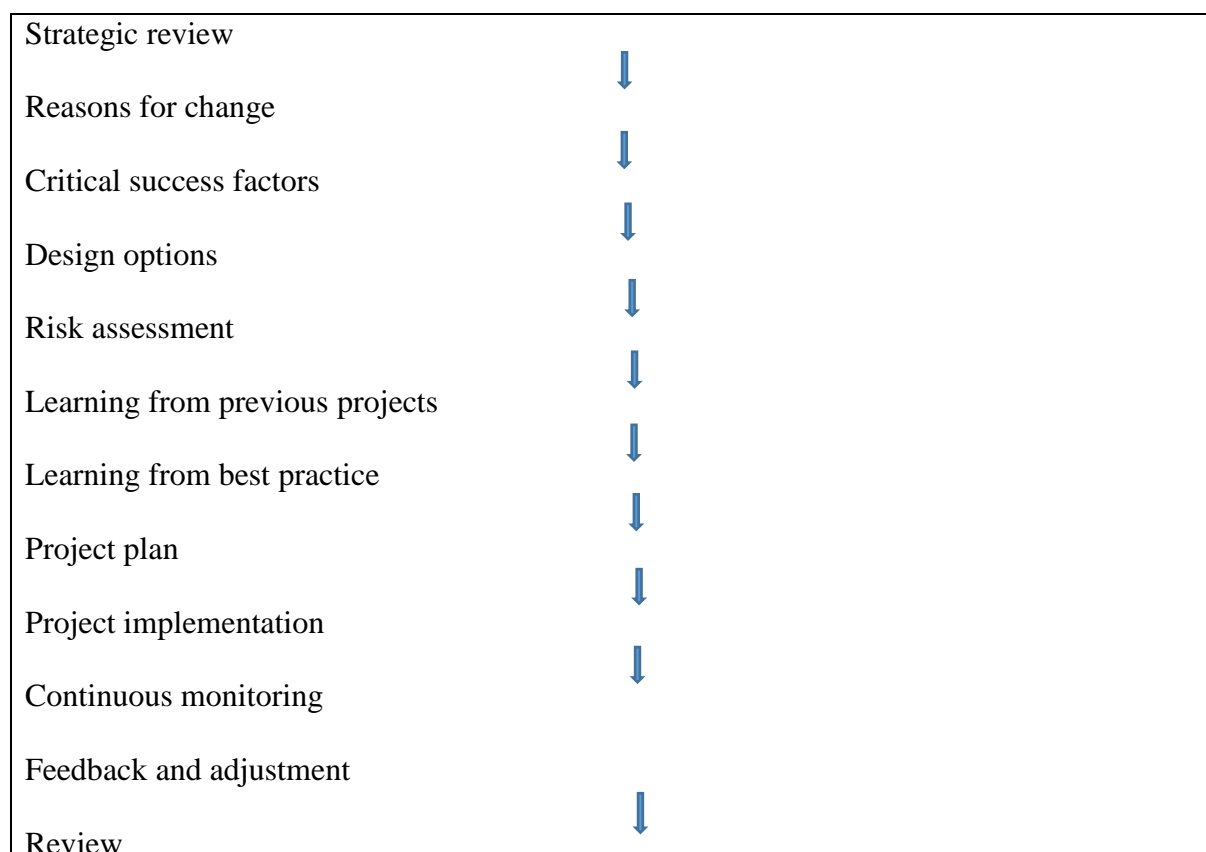 Strategic review
Reasons for change
Critical success factors
Design options
Risk assessment
Learning from previous projects
Learning from best practice
Project plan
Project implementation
Continuous monitoring
Feedback and adjustment
Review